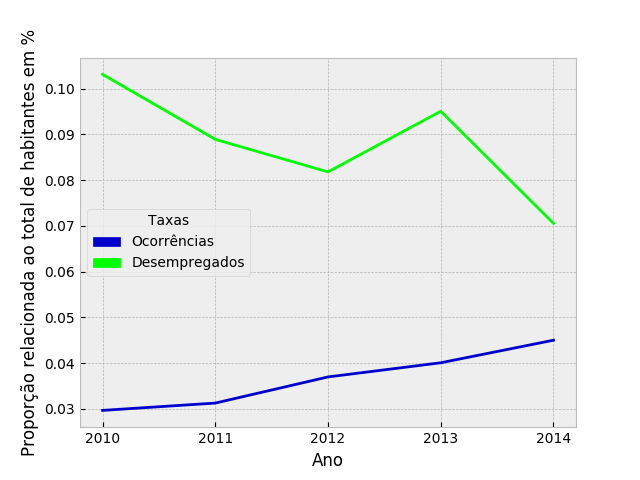 Proporção relacionada ao total de habitantes em %
0.10
0.09
0.08
0.07
0.06
0.05
0.04
0.03
Taxas
Ocorrências
Desempregados
2010 2011 2012 2013 2014
Ano